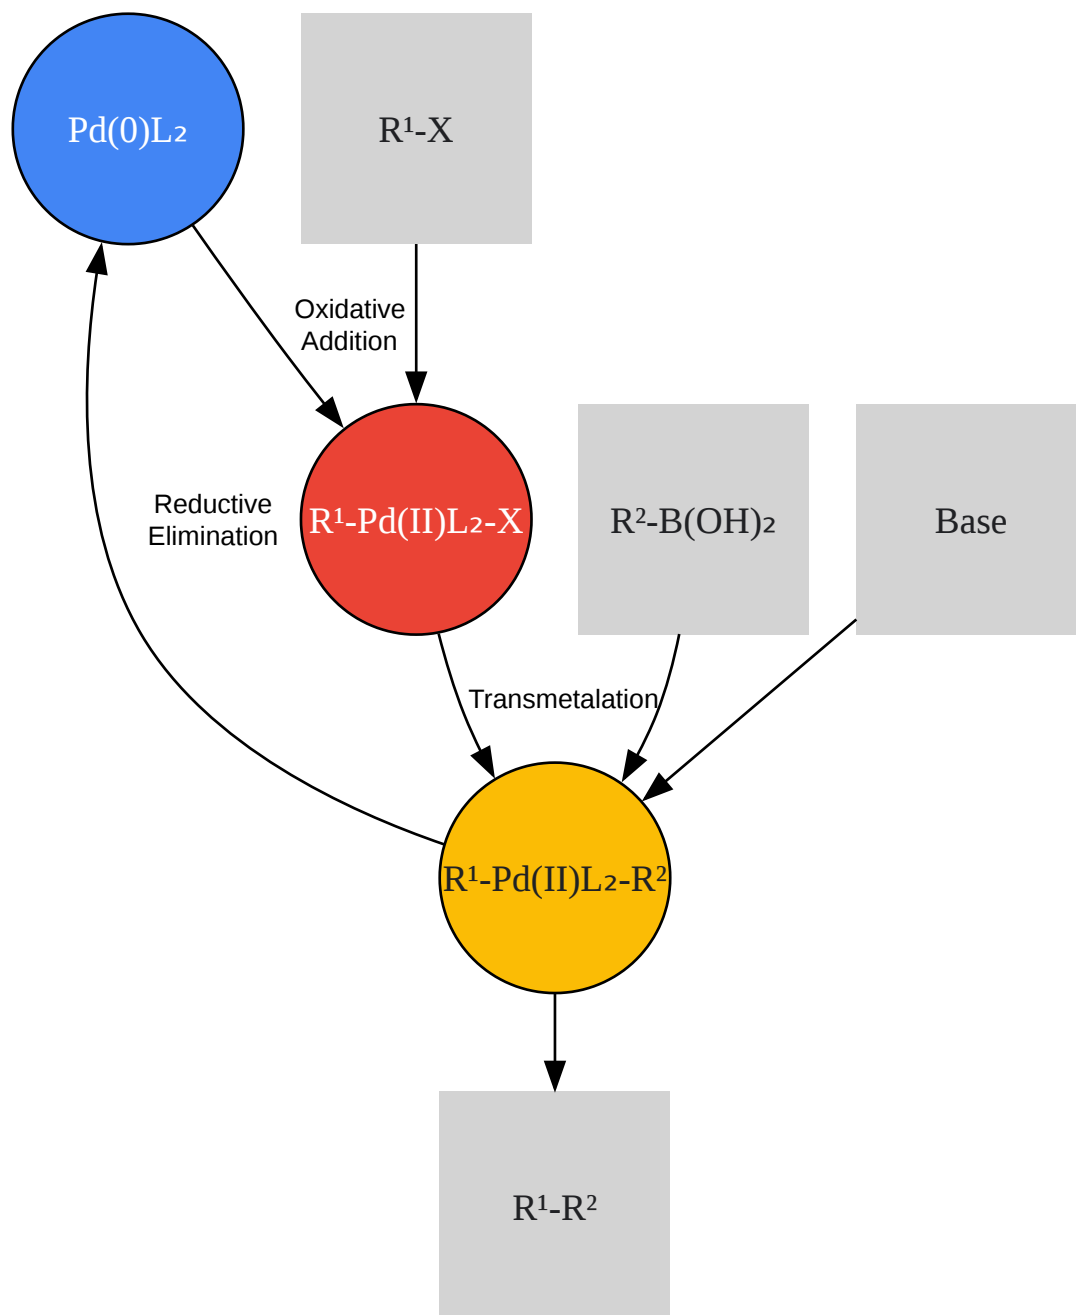 Pd(0)L₂
R¹-X
Oxidative
Addition
Reductive
Elimination
R¹-Pd(II)L₂-X
R²-B(OH)₂
Base
Transmetalation
R¹-Pd(II)L₂-R²
R¹-R²